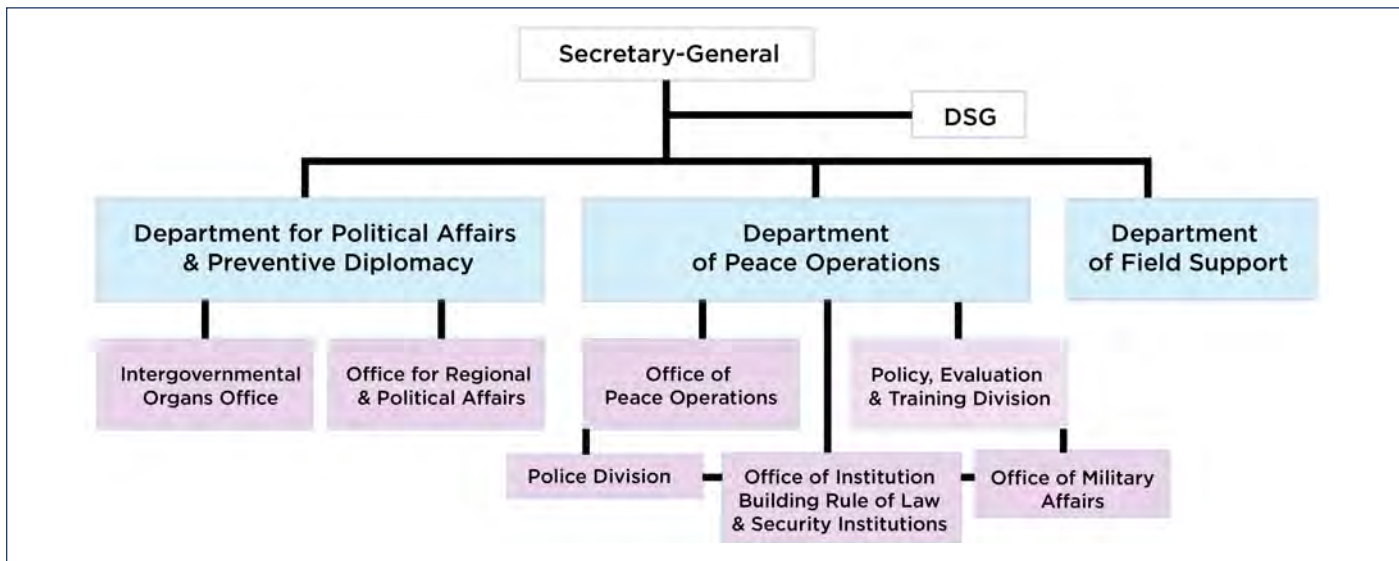 Secretary-General
DSG
Department for Political Affairs
& Preventive Diplomacy
Department
of Peace Operations
Department
of Field Support
Intergovernmental
Organs Office
Office for Regional
& Political Affairs
Office of
Peace Operations
Policy, Evaluation
& Training Division
Police Division
Office of Institution
Building Rule of Law
& Security Institutions
Office of Military
Affairs